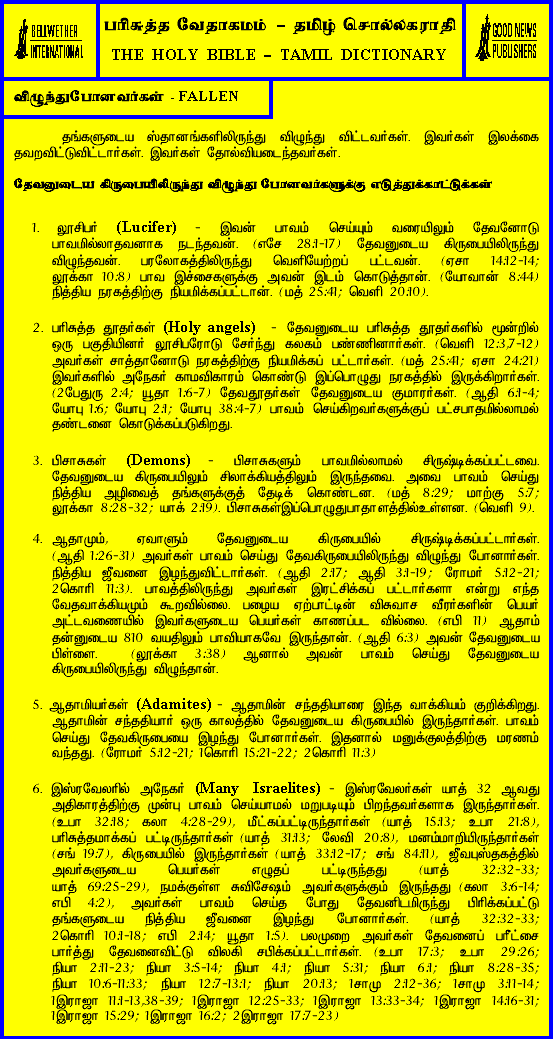 BELLWETHER
INTERNATIONAL
பரிசுத்த வேதாகமம் – தமிழ் சொல்லகராதி
THE HOLY BIBLE – TAMIL DICTIONARY
GOOD NEWS
PUBLISHERS
விழுந்துபோனவர்கள் - FALLEN
தங்களுடைய ஸ்தானங்களிலிருந்து விழுந்து விட்டவர்கள். இவர்கள் இலக்கை
தவறவிட்டுவிட்டார்கள். இவர்கள் தோல்வியடைந்தவர்கள்.
தேவனுடைய கிருபையிலிருந்து விழுந்து போனவர்களுக்கு எடுத்துக்காட்டுக்கள்
1. லூசிபர் (Lucifer) - இவன் பாவம் செய்யும் வரையிலும் தேவனோடு
பாவமில்லாதவனாக நடந்தவன். (எசே 28:1-17) தேவனுடைய கிருபையிலிருந்து
விழுந்தவன். பரலோகத்திலிருந்து வெளியேற்றப் பட்டவன். (ஏசா 14:12-14;
லூக்கா 10:8) பாவ இச்சைகளுக்கு அவன் இடம் கொடுத்தான். (யோவான் 8:44)
நித்திய நரகத்திற்கு நியமிக்கப்பட்டான். (மத் 25:41; வெளி 20:10).
2. பரிசுத்த தூதர்கள் (Holy angels) - தேவனுடைய பரிசுத்த தூதர்களில் மூன்றில்
ஒரு பகுதியினர் லூசிபரோடு சேர்ந்து கலகம் பண்ணினார்கள். (வெளி 12:3,7-12)
அவர்கள் சாத்தானோடு நரகத்திற்கு நியமிக்கப் பட்டார்கள். (மத் 25:41; ஏசா 24:21)
இவர்களில் அநேகர் காமவிகாரம் கொண்டு இப்பொழுது நரகத்தில் இருக்கிறார்கள்.
(2பேதுரு 2:4; யூதா 1:6-7) தேவதூதர்கள் தேவனுடைய குமாரர்கள். (ஆதி 6:1-4;
யோபு 1:6; யோபு 2:1; யோபு 38:4-7) பாவம் செய்கிறவர்களுக்குப் பட்சபாதமில்லாமல்
தண்டனை கொடுக்கப்படுகிறது.
3. பிசாசுகள் (Demons) - பிசாசுகளும் பாவமில்லாமல் சிருஷ்டிக்கப்பட்டவை.
தேவனுடைய கிருபையிலும் சிலாக்கியத்திலும் இருந்தவை. அவை பாவம் செய்து
நித்திய அழிவைத் தங்களுக்குத் தேடிக் கொண்டன. (மத் 8:29; மாற்கு 5:7;
லூக்கா 8:28-32; யாக் 2:19). பிசாசுகள்இப்பொழுதுபாதாளத்தில்உள்ளன. (வெளி 9).
4. ஆதாமும், ஏவாளும் தேவனுடைய கிருபையில் சிருஷ்டிக்கப்பட்டார்கள்.
(ஆதி 1:26-31) அவர்கள் பாவம் செய்து தேவகிருபையிலிருந்து விழுந்து போனார்கள்.
நித்திய ஜீவனை இழந்துவிட்டார்கள். (ஆதி 2:17; ஆதி 3:1-19; ரோமர் 5:12-21;
2கொரி 11:3). பாவத்திலிருந்து அவர்கள் இரட்சிக்கப் பட்டார்களா என்று எந்த
வேதவாக்கியமும் கூறவில்லை. பழைய ஏற்பாட்டின் விசுவாச வீரர்களின் பெயர்
அட்டவணையில் இவர்களுடைய பெயர்கள் காணப்பட வில்லை. (எபி 11) ஆதாம்
தன்னுடைய 810 வயதிலும் பாவியாகவே இருந்தான். (ஆதி 6:3) அவன் தேவனுடைய
பிள்ளை. (லூக்கா 3:38) ஆனால் அவன் பாவம் செய்து தேவனுடைய
கிருபையிலிருந்து விழுந்தான்.
5. ஆதாமியர்கள் (Adamites) - ஆதாமின் சந்ததியாரை இந்த வாக்கியம் குறிக்கிறது.
ஆதாமின் சந்ததியார் ஒரு காலத்தில் தேவனுடைய கிருபையில் இருந்தார்கள். பாவம்
செய்து தேவகிருபையை இழந்து போனார்கள். இதனால் மனுக்குலத்திற்கு மரணம்
வந்தது. (ரோமர் 5:12-21; 1கொரி 15:21-22; 2கொரி 11:3)
6. இஸ்ரவேலரில் அநேகர் (Many Israelites) - இஸ்ரவேலர்கள் யாத் 32 ஆவது
அதிகாரத்திற்கு முன்பு பாவம் செய்யாமல் மறுபடியும் பிறந்தவர்களாக இருந்தார்கள்.
(உபா 32:18; கலா 4:28-29), மீட்கப்பட்டிருந்தார்கள் (யாத் 15:13; உபா 21:8),
பரிசுத்தமாக்கப் பட்டிருந்தார்கள் (யாத் 31:13; லேவி 20:8), மனம்மாறியிருந்தார்கள்
(சங் 19:7), கிருபையில் இருந்தார்கள் (யாத் 33:12-17; சங் 84:11), ஜீவபுஸ்தகத்தில்
அவர்களுடைய பெயர்கள் எழுதப் பட்டிருந்தது (யாத் 32:32-33;
யாத் 69:25-29), நமக்குள்ள சுவிசேஷம் அவர்களுக்கும் இருந்தது (கலா 3:6-14;
எபி 4:2), அவர்கள் பாவம் செய்த போது தேவனிடமிருந்து பிரிக்கப்பட்டு
தங்களுடைய நித்திய ஜீவனை இழந்து போனார்கள். (யாத் 32:32-33;
2கொரி 10:1-18; எபி 2:14; யூதா 1:5). பலமுறை அவர்கள் தேவனைப் பரீட்சை
பார்த்து தேவனைவிட்டு விலகி சபிக்கப்பட்டார்கள். (உபா 17:3; உபா 29:26;
நியா 2:11-23; நியா 3:5-14; நியா 4:1; நியா 5:31; நியா 6:1; நியா 8:28-35;
நியா 10:6-11:33; நியா 12:7-13:1; நியா 20:13; 1சாமு 2:12-36; 1சாமு 3:11-14;
1இராஜா 11:1-13,38-39; 1இராஜா 12:25-33; 1இராஜா 13:33-34; 1இராஜா 14:16-31;
1இராஜா 15:29; 1இராஜா 16:2; 2இராஜா 17:7-23)